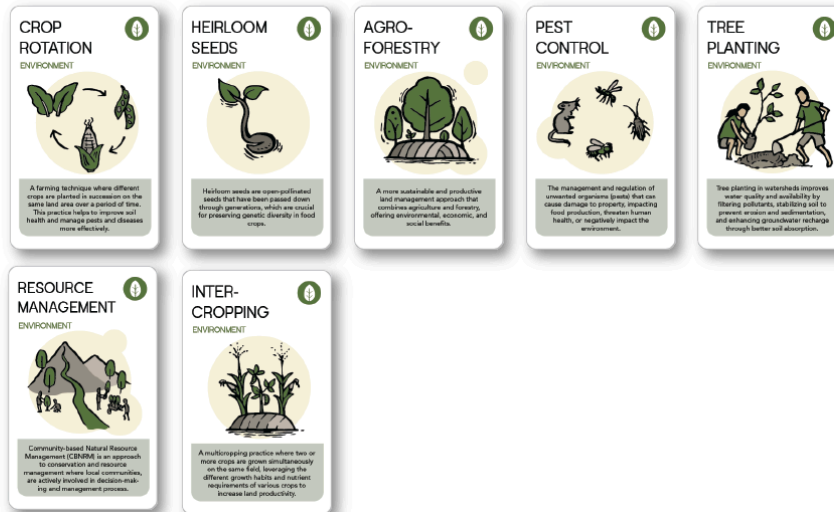 CROP
ROTATION
ENVIRONMENT
A farming technique where different
crops are planted in succession on the
same land area over a period of time.
This practice helps to improve soil
health and manage pests and diseases
more effectively.
HEIRLOOM
SEEDS
ENVIRONMENT
Heirloom seeds are open-pollinated
seeds that have been passed down
through generations, which are crucial
for preserving genetic diversity in food
crops.
AGRO-
FORESTRY
ENVIRONMENT
A more sustainable and productive
land management approach that
combines agriculture and forestry,
offering environmental, economic, and
social benefits.
PEST
CONTROL
ENVIRONMENT
The management and regulation of
unwanted organisms (pests) that can
cause damage to property, impacting
food production, threaten human
health, or negatively impact the
environment.
TREE
PLANTING
ENVIRONMENT
Tree planting in watersheds improves
water quality and availability by
filtering pollutants, stabilizing soil to
prevent erosion and sedimentation,
and enhancing groundwater recharge
through better soil absorption.
RESOURCE
MANAGEMENT
ENVIRONMENT
Community-based Natural Resource
Management (CBNRM) is an approach
to conservation and resource
management where local communities,
are actively involved in decision-mak-
ing and management process.
INTER-
CROPPING
ENVIRONMENT
A multicropping practice where two or
more crops are grown simultaneously
on the same field, leveraging the
different growth habits and nutrient
requirements of various crops to
increase land productivity.